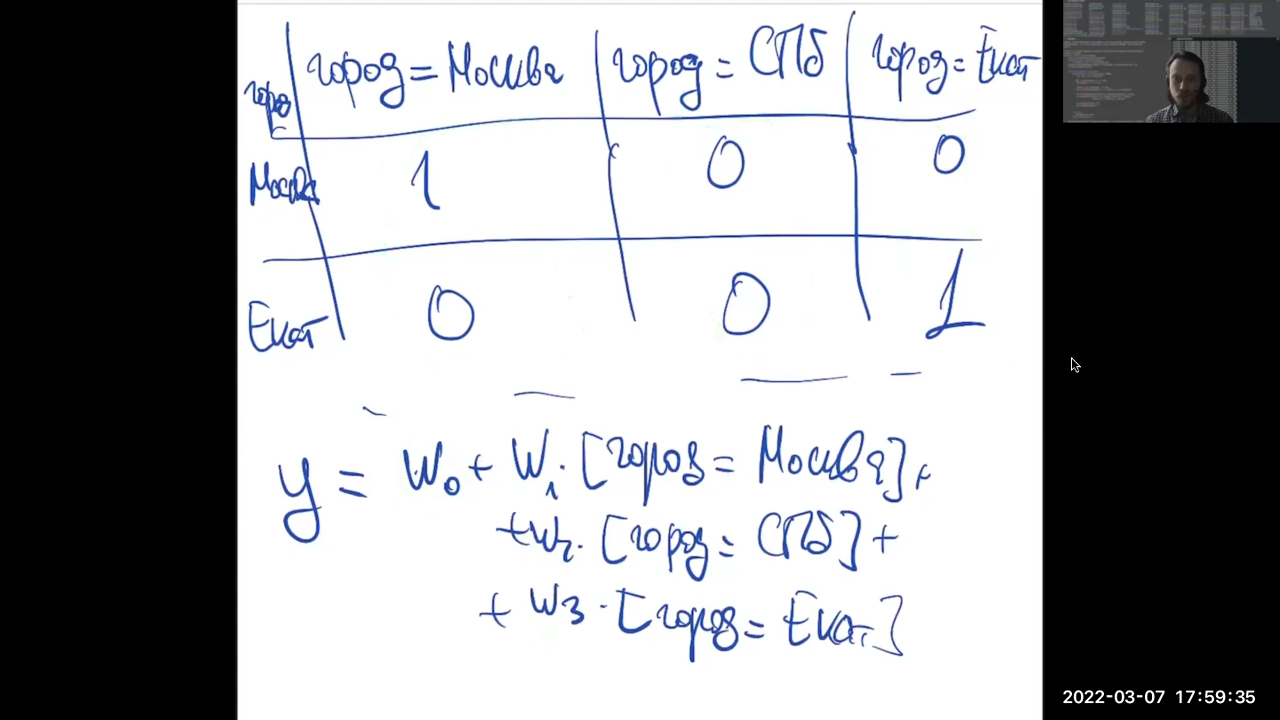 город город = Москва город = СПб город = Екат
Москва 1 0 0
Екат 0 0 1
y = w₀ + w₁ · [город = Москва] +
+ w₂ · [город = СПб] +
+ w₃ · [город = Екат.]
2022-03-07 17:59:35